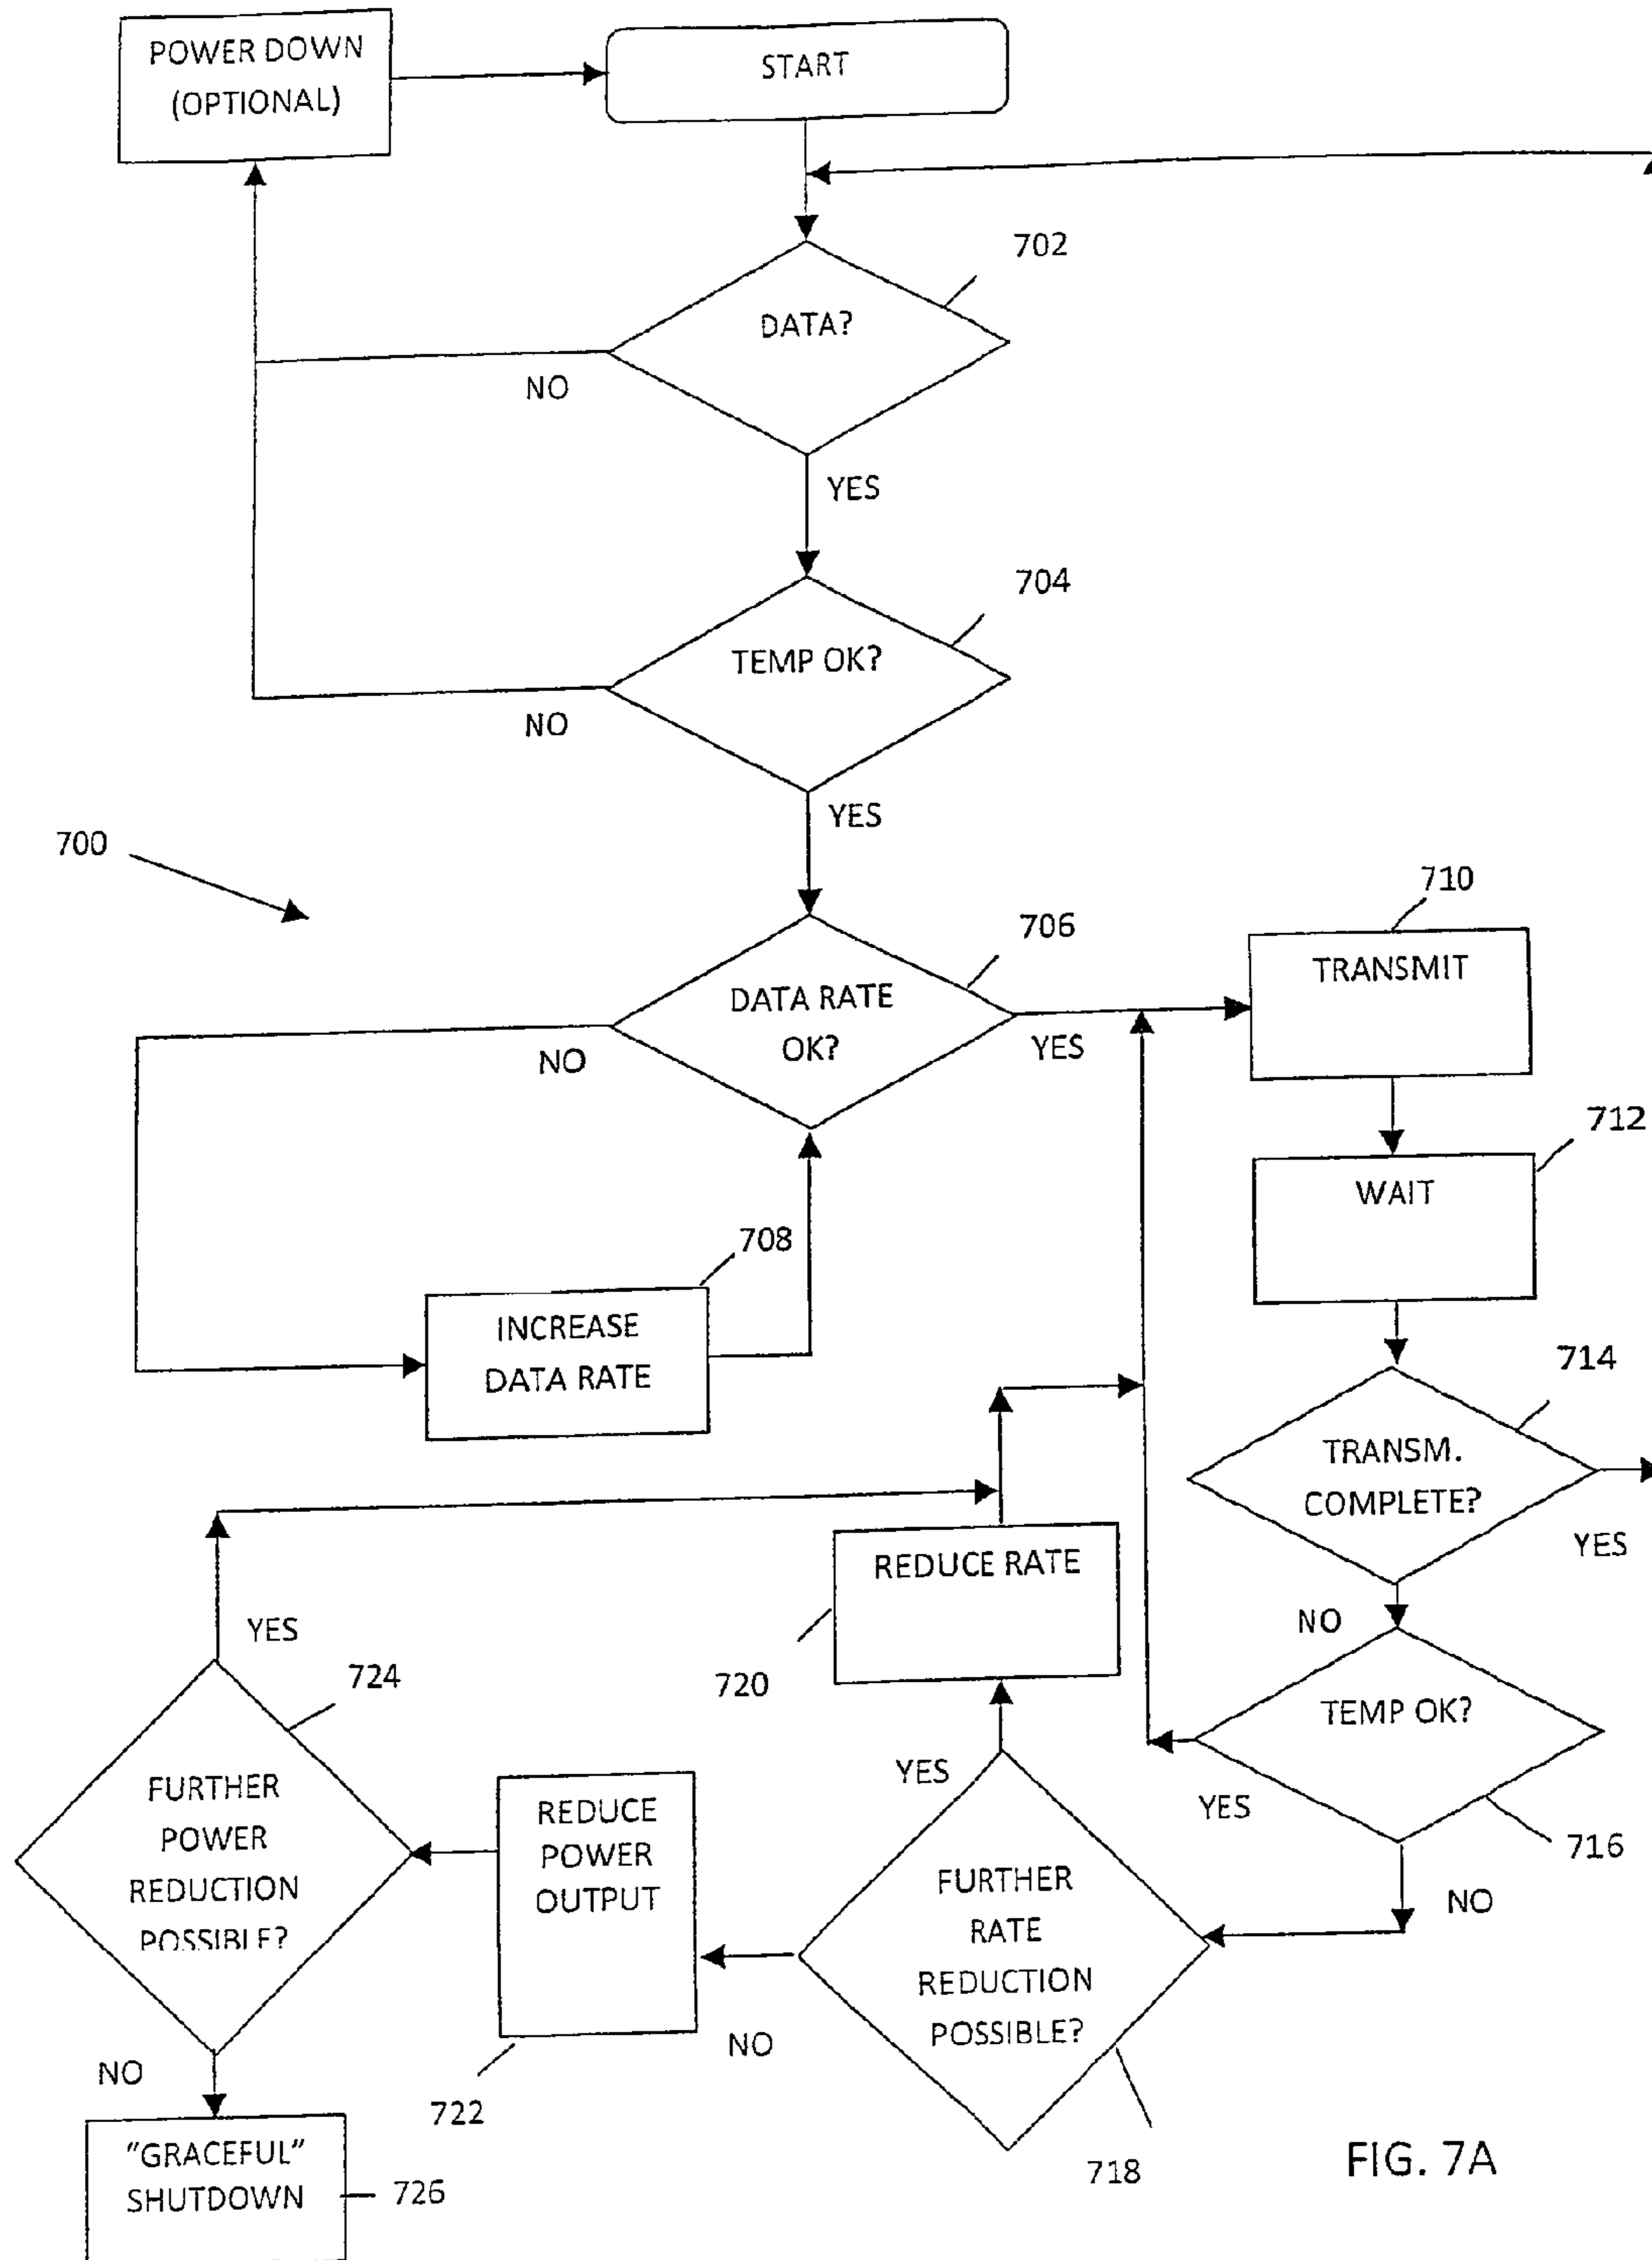 POWER DOWN
(OPTIONAL)
START
702
DATA?
NO
YES
704
TEMP OK?
NO
YES
700
706
DATA RATE
OK?
NO
YES
710
TRANSMIT
712
WAIT
708
INCREASE
DATA RATE
714
TRANSM.
COMPLETE?
YES
NO
REDUCE RATE
720
TEMP OK?
YES
716
NO
YES
724
FURTHER
POWER
REDUCTION
POSSIBLE?
REDUCE
POWER
OUTPUT
722
YES
FURTHER
RATE
REDUCTION
POSSIBLE?
NO
718
NO
"GRACEFUL"
SHUTDOWN
726
FIG. 7A